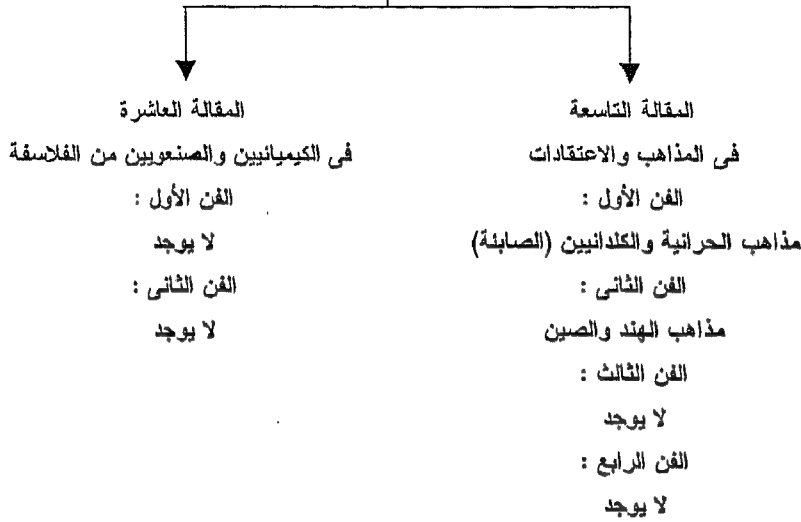 المقالة التاسعة
فى المذاهب والاعتقادات
الفن الأول :
مذاهب الحرانية والكلدانيين (الصابئة)
الفن الثانى :
مذاهب الهند والصين
الفن الثالث :
لا يوجد
الفن الرابع :
لا يوجد
المقالة العاشرة
فى الكيميائيين والصنعويين من الفلاسفة
الفن الأول :
لا يوجد
الفن الثانى :
لا يوجد